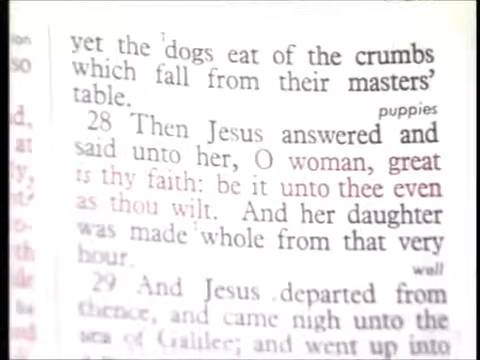 yet the dogs eat of the crumbs
which fall from their masters'
table.
puppies
28 Then Jesus answered and
said unto her, O woman, great
is thy faith: be it unto thee even
as thou wilt. And her daughter
was made whole from that very
hour.
well
29 And Jesus departed from
thence, and came nigh unto the
sea of Galilee; and went up into